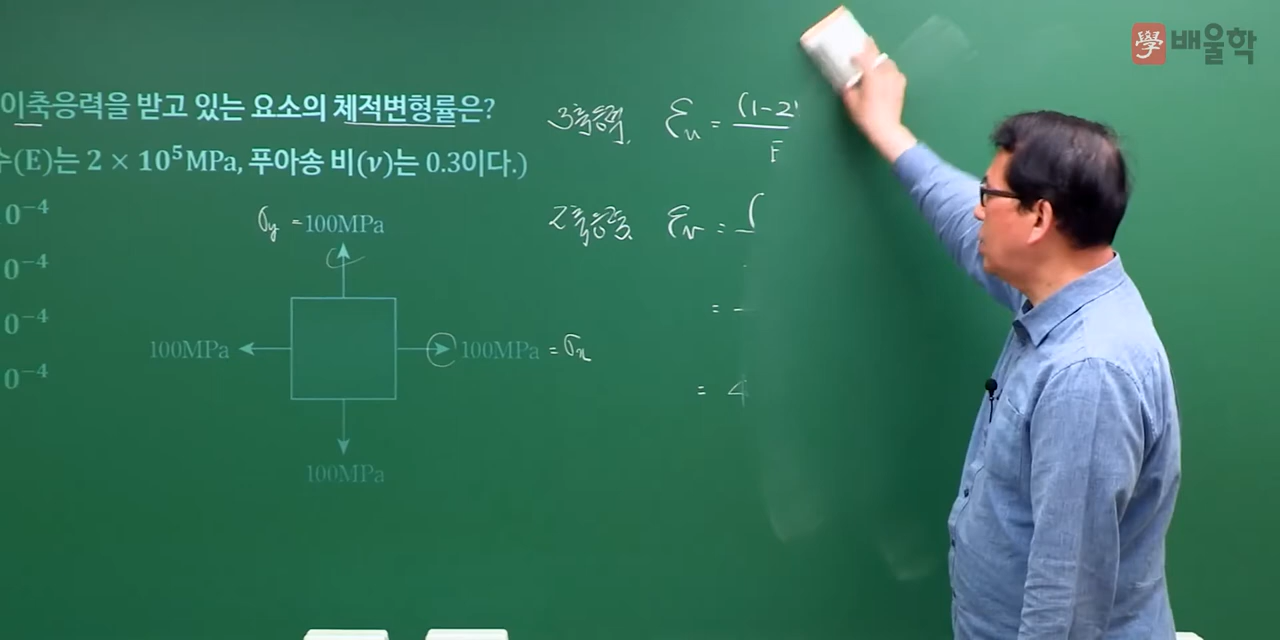 學 배울학
이축응력을 받고 있는 요소의 체적변형률은?
수(E)는 2 × 10⁵MPa, 푸아송 비(ν)는 0.3이다.)
0⁻⁴
0⁻⁴
0⁻⁴
0⁻⁴
σy = 100MPa
100MPa
100MPa = σx
100MPa
3축응력 εv = (1-2
E
2축응력 εv =
=
= 4